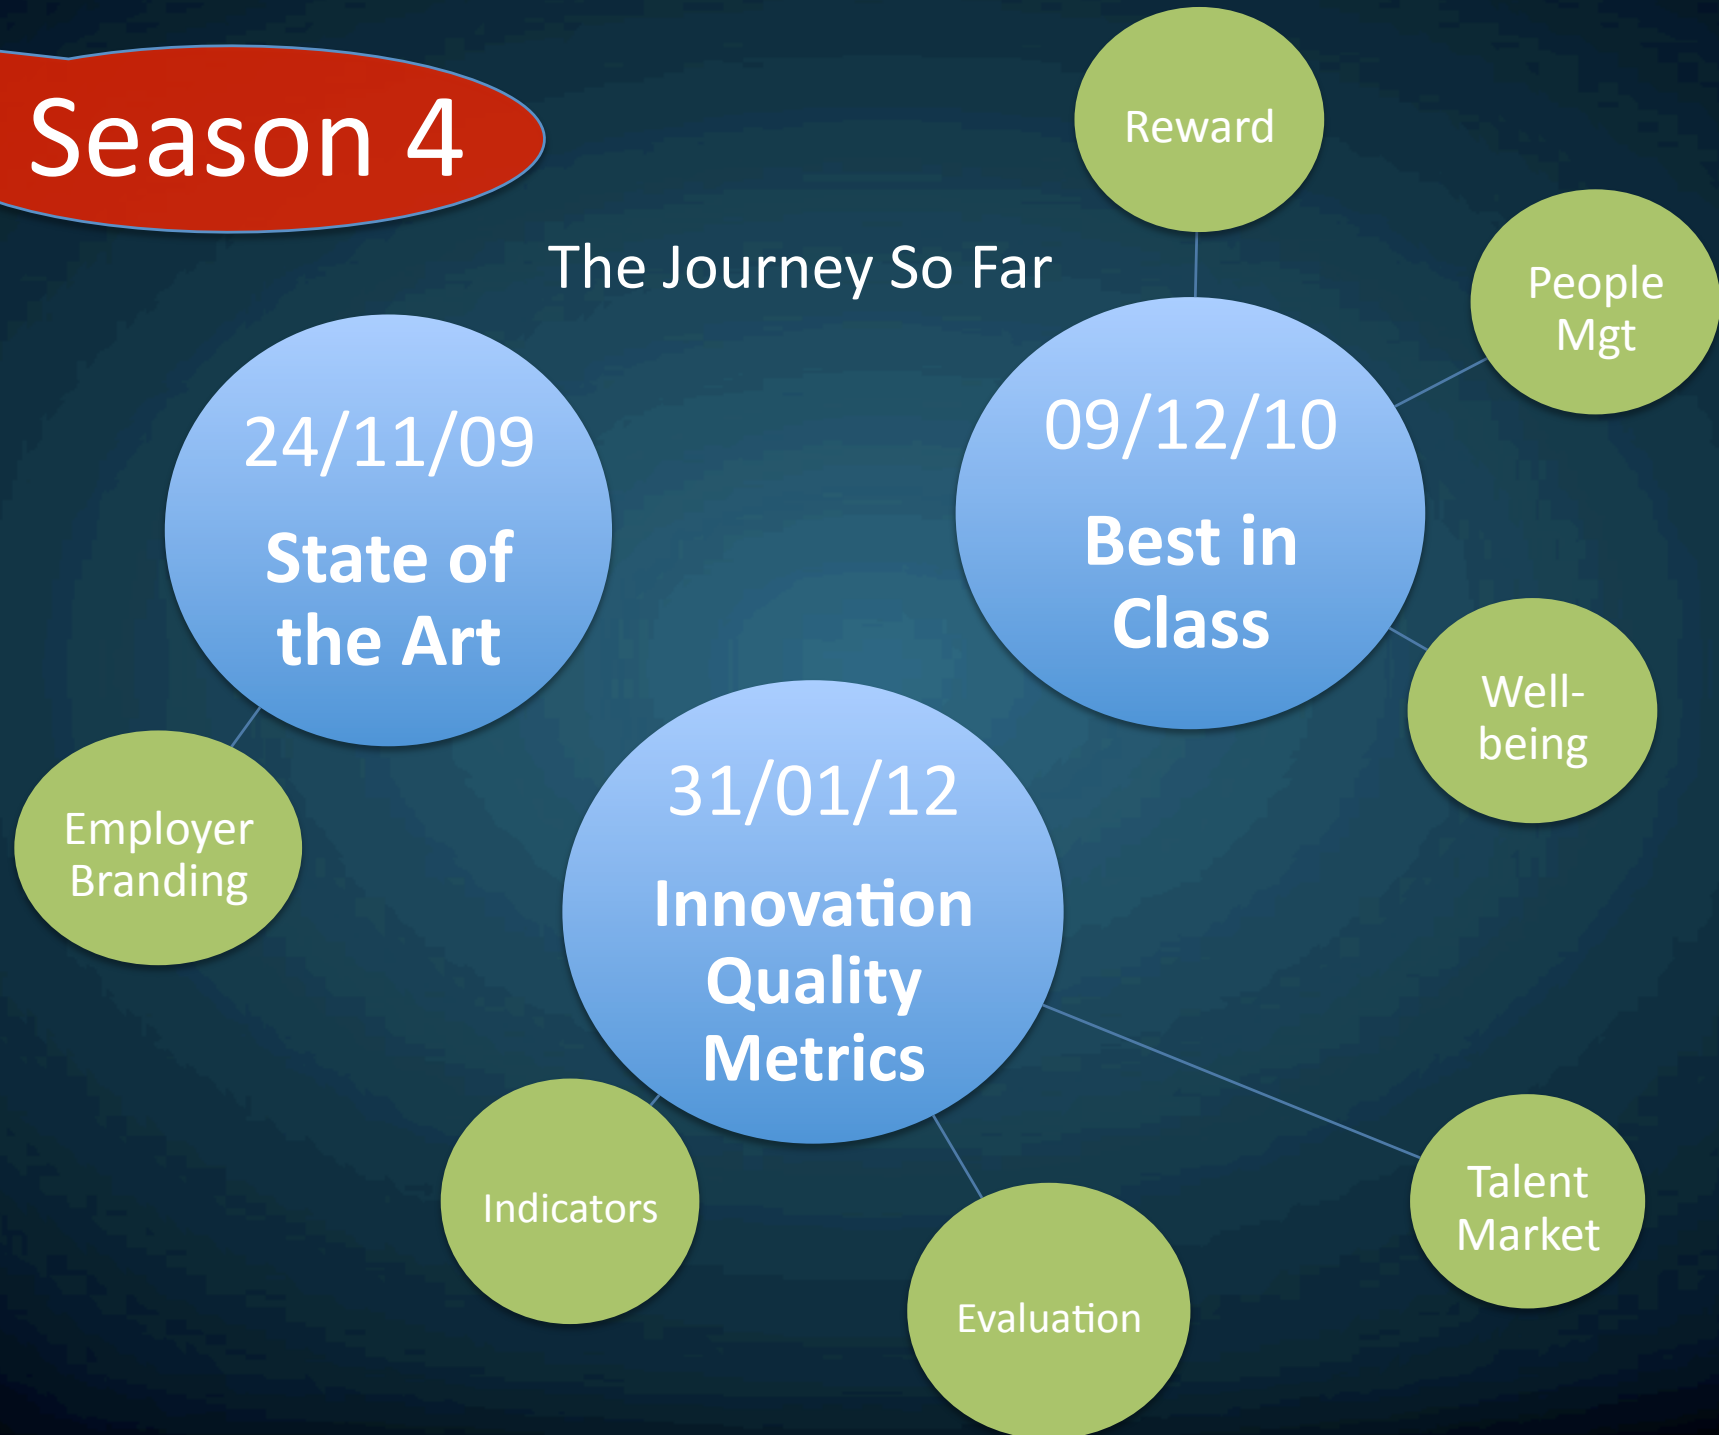 Season 4
The Journey So Far
24/11/09
State of
the Art
Employer
Branding
09/12/10
Best in
Class
Reward
People
Mgt
Well-
being
31/01/12
Innovation
Quality
Metrics
Indicators
Evaluation
Talent
Market